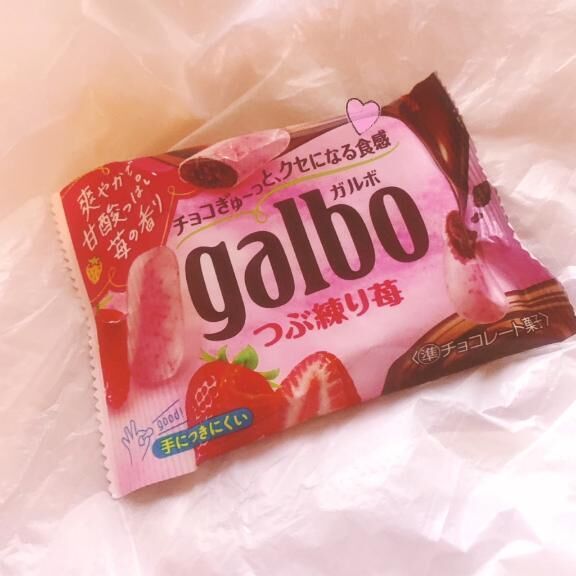 爽やかな
甘酸っぱい
苺の香り
チョコぎゅーっと、クセになる食感
ガルボ
galbo
つぶ練り苺
〈準チョコレート菓子〉
good!
手につきにくい